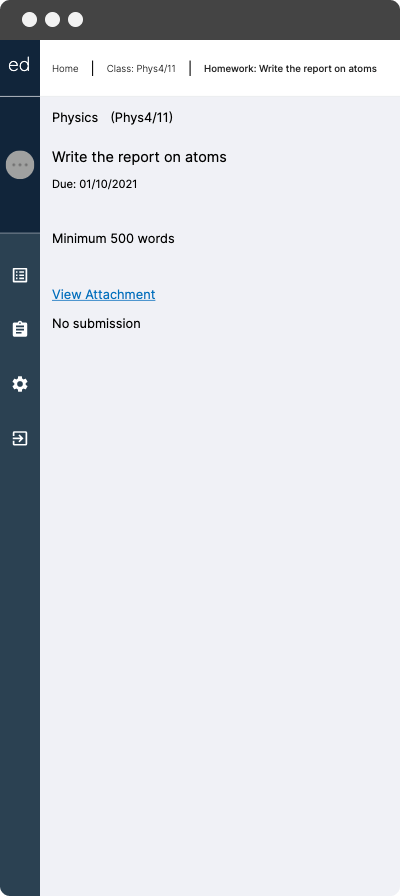 ed
Home Class: Phys4/11 Homework: Write the report on atoms
Physics (Phys4/11)
Write the report on atoms
Due: 01/10/2021
Minimum 500 words
View Attachment
No submission